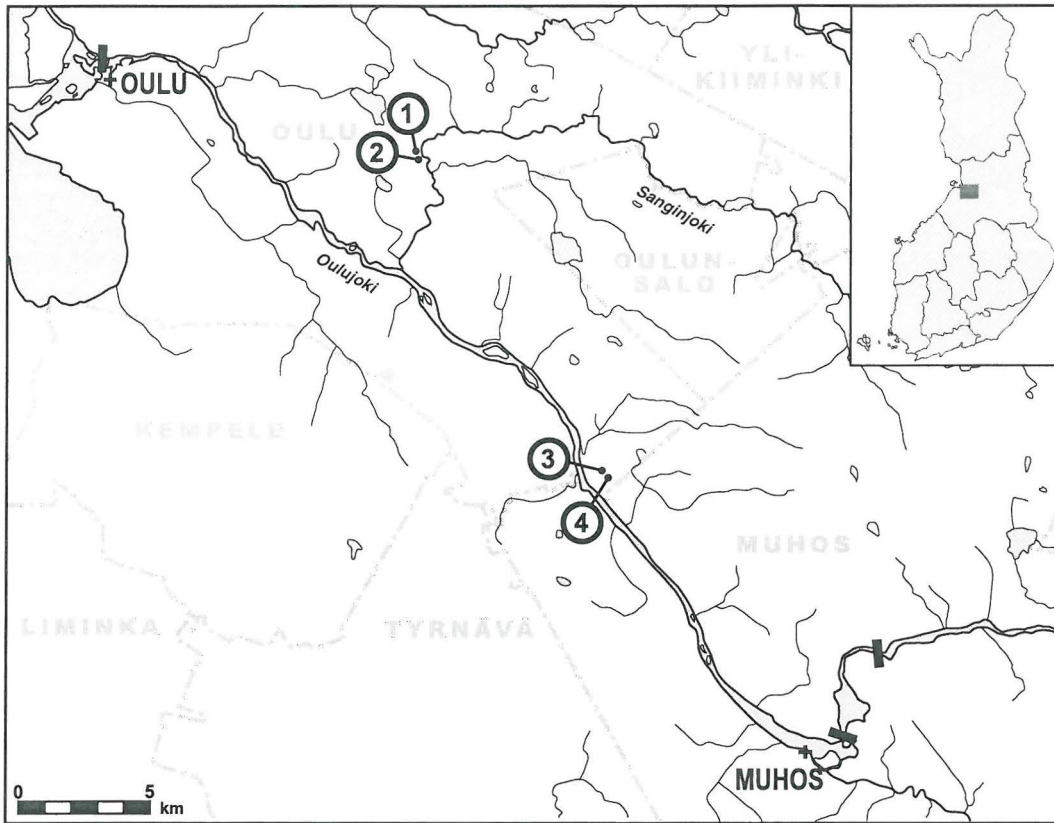 OULU
YLI-
KIIMINKI
OULU
1
2
Sanginjoki
OULUN-
SALO
Oulujoki
KEMPELE
3
4
MUHOS
LIMINKA
TYRNÄVÄ
MUHOS
0 5
km